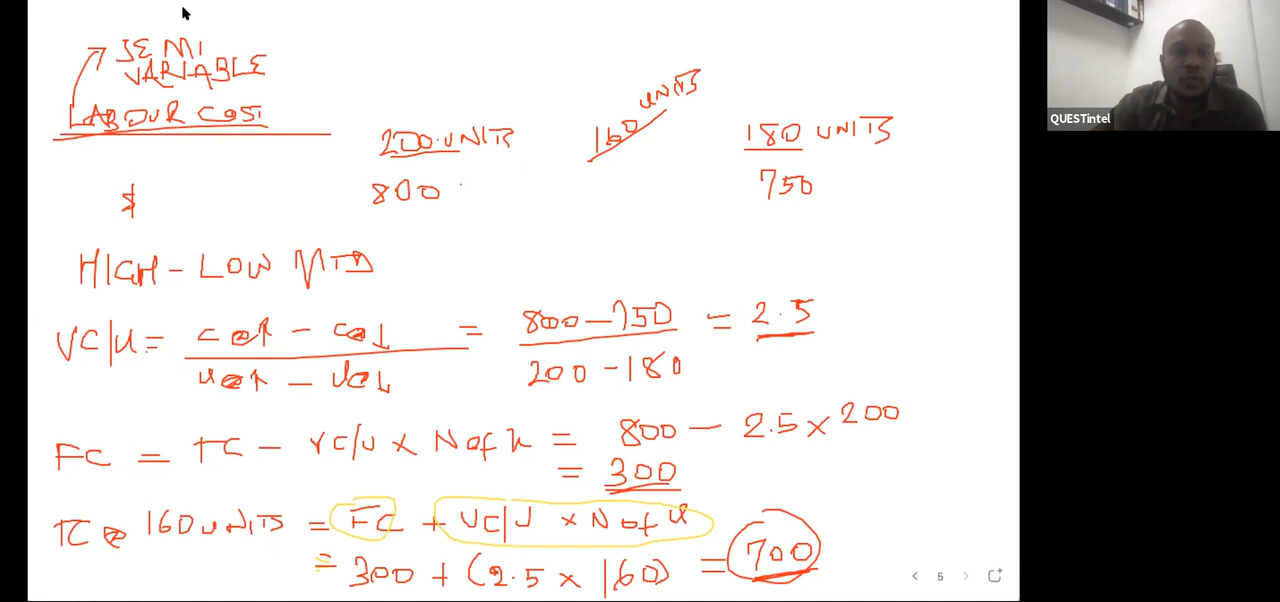 SEMI
VARIABLE
LABOUR COST
200 UNITS 160 UNITS 180 UNITS
$ 800 750
HIGH - LOW MTD
VC/U = C@↑ - C@↓ = 800 - 750 = 2.5
U@↑ - U@↓ 200 - 180
FC = TC - VC/U × N of U = 800 - 2.5 × 200
= 300
TC @ 160 UNITS = FC + VC/U × N of U
= 300 + (2.5 × 160) = 700
QUESTintel
5